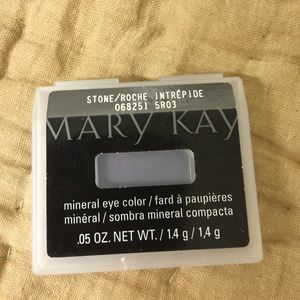 STONE/ROCHE INTRÉPIDE
068251 5R03
MARY KAY
mineral eye color / fard à paupières
minéral / sombra mineral compacta
.05 OZ. NET WT. / 1.4 g / 1,4 g